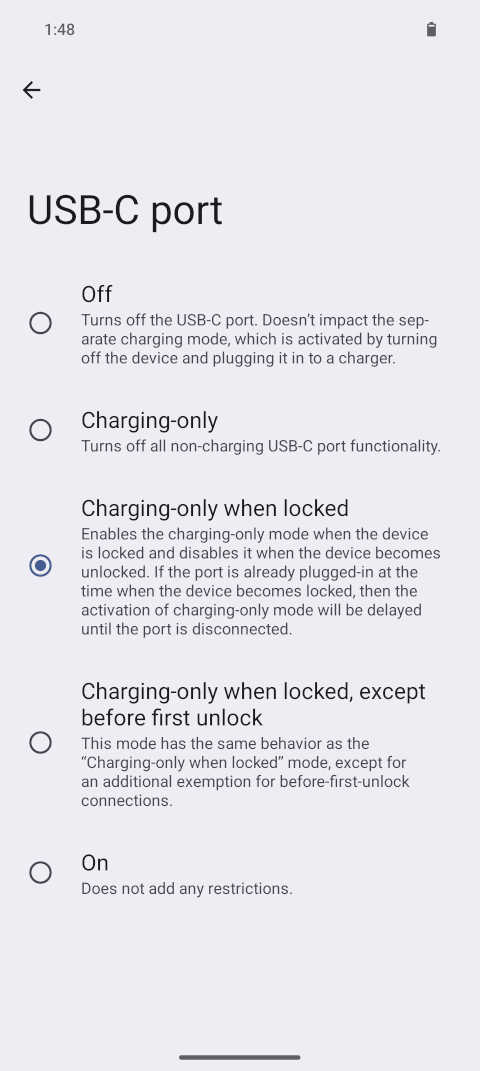 1:48
USB-C port
Off
Turns off the USB-C port. Doesn’t impact the sep-
arate charging mode, which is activated by turning
off the device and plugging it in to a charger.
Charging-only
Turns off all non-charging USB-C port functionality.
Charging-only when locked
Enables the charging-only mode when the device
is locked and disables it when the device becomes
unlocked. If the port is already plugged-in at the
time when the device becomes locked, then the
activation of charging-only mode will be delayed
until the port is disconnected.
Charging-only when locked, except
before first unlock
This mode has the same behavior as the
“Charging-only when locked” mode, except for
an additional exemption for before-first-unlock
connections.
On
Does not add any restrictions.